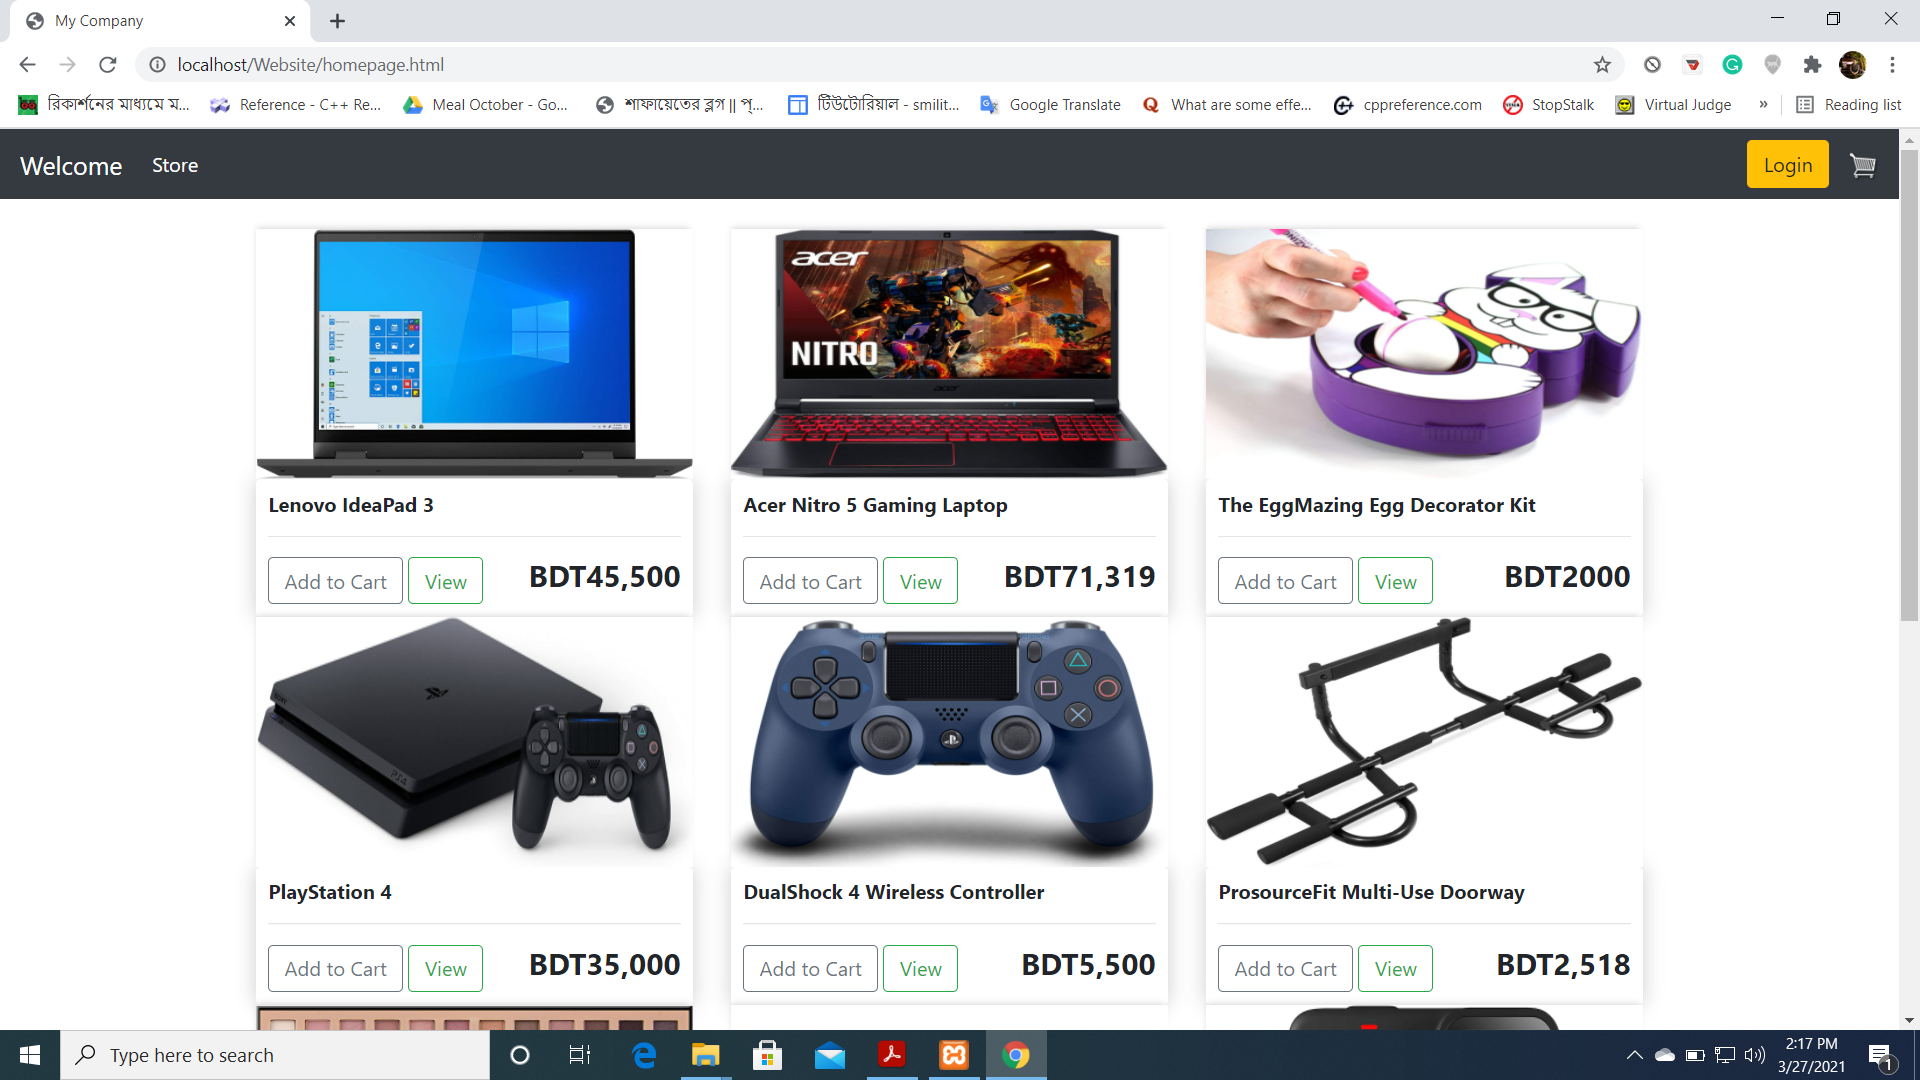 My Company
localhost/Website/homepage.html
রিকার্শনের মাধ্যমে ম...
Reference - C++ Re...
Meal October - Go...
শাফায়েতের ব্লগ || প্...
টিউটোরিয়াল - smilit...
Google Translate
What are some effe...
cppreference.com
StopStalk
Virtual Judge
»
Reading list
Welcome
Store
Login
acer
NITRO
acer
Lenovo IdeaPad 3
Acer Nitro 5 Gaming Laptop
The EggMazing Egg Decorator Kit
Add to Cart View BDT45,500
Add to Cart View BDT71,319
Add to Cart View BDT2000
SONY
PS4
PlayStation 4
DualShock 4 Wireless Controller
ProsourceFit Multi-Use Doorway
Add to Cart View BDT35,000
Add to Cart View BDT5,500
Add to Cart View BDT2,518
Type here to search
2:17 PM
3/27/2021
1